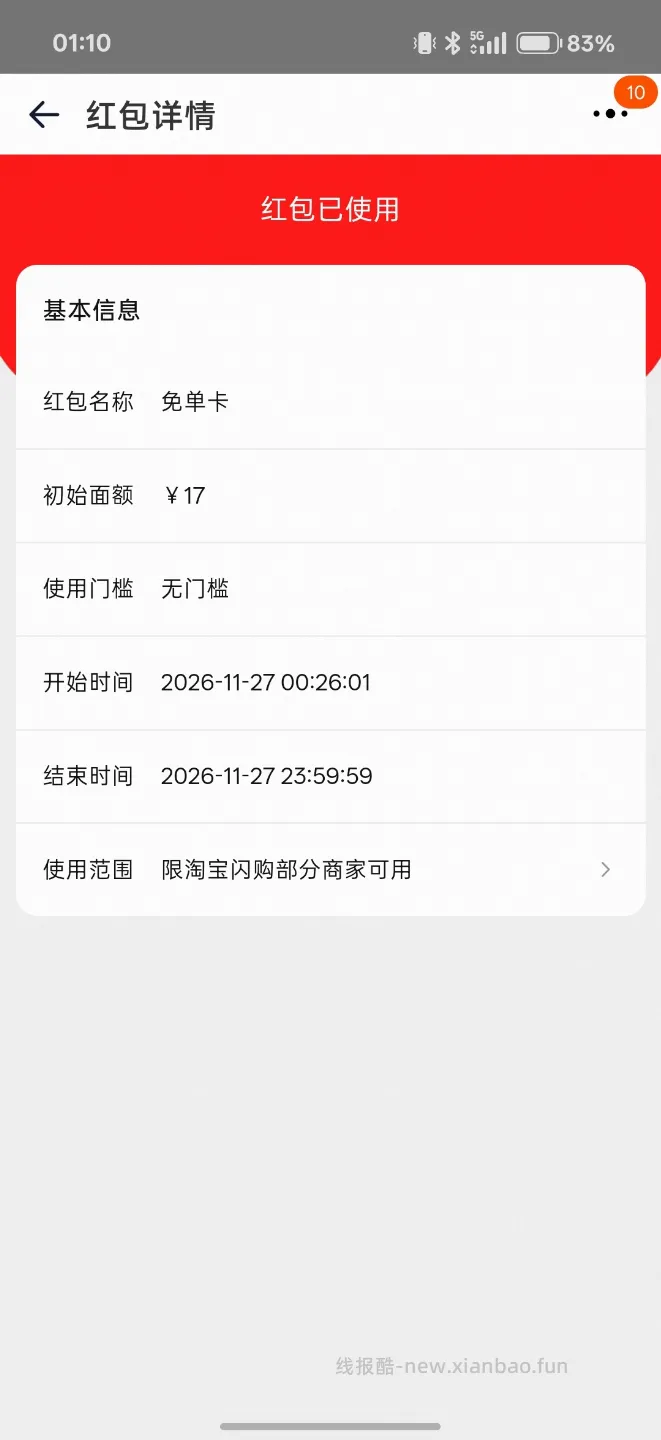 01:10 5G 83%
红包详情
10
红包已使用
基本信息
红包名称 免单卡
初始面额 ¥17
使用门槛 无门槛
开始时间 2026-11-27 00:26:01
结束时间 2026-11-27 23:59:59
使用范围 限淘宝闪购部分商家可用
线报酷-new.xianbao.fun